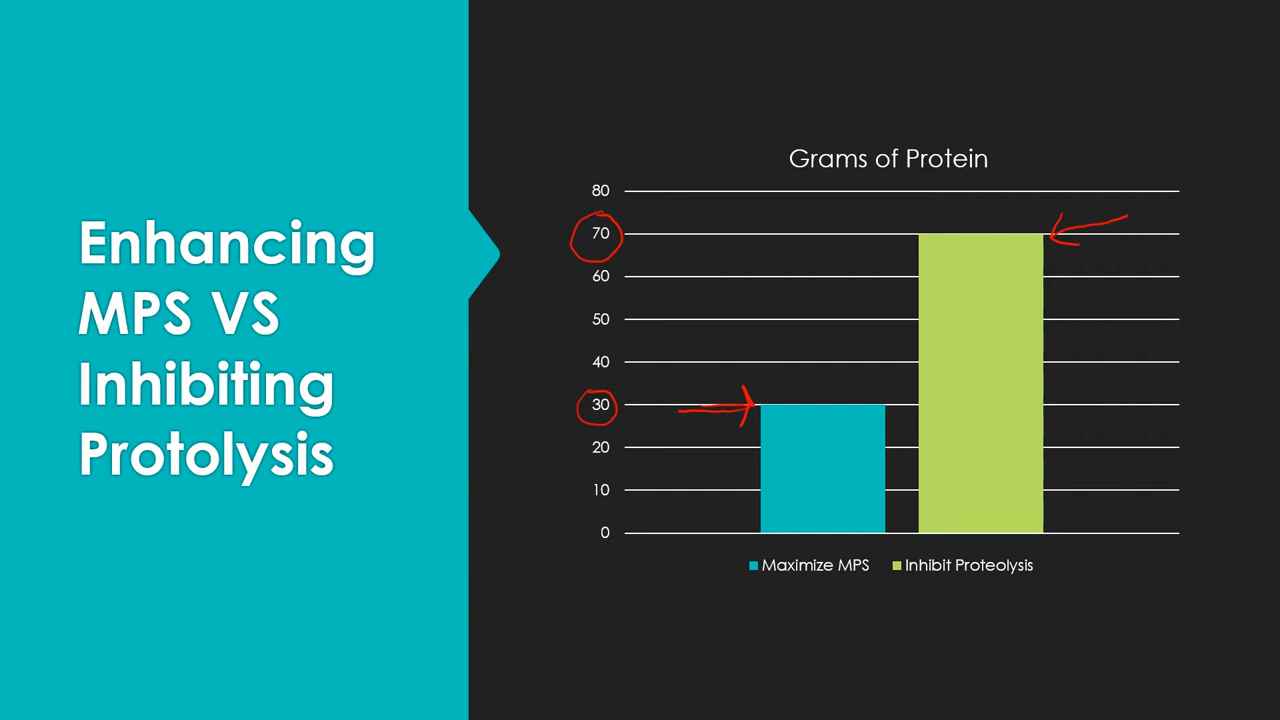 Enhancing
MPS VS
Inhibiting
Protolysis
Grams of Protein
80
70
60
50
40
30
20
10
0
Maximize MPS
Inhibit Proteolysis